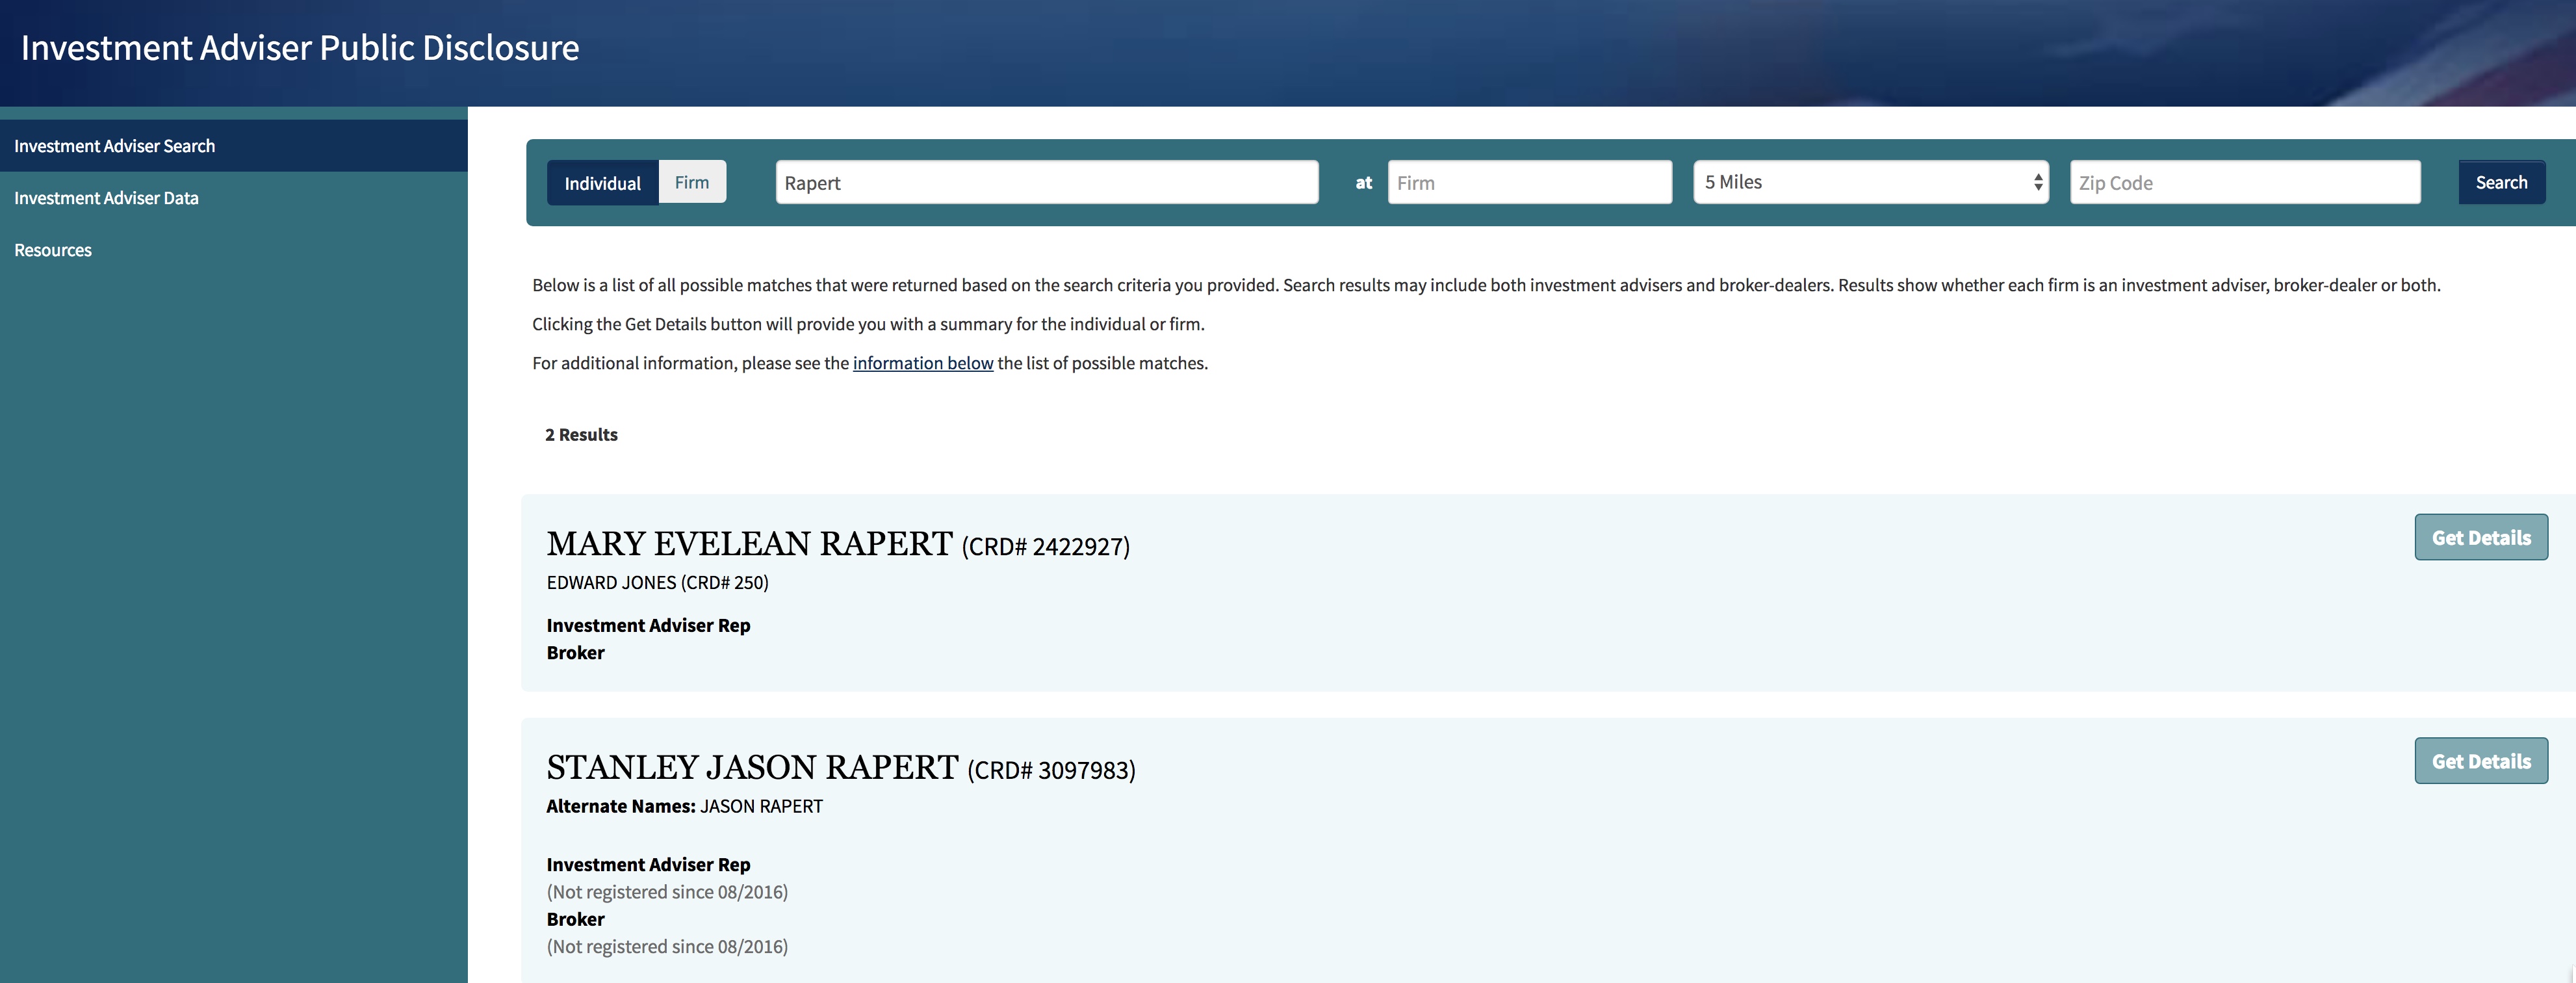 Investment Adviser Public Disclosure
Investment Adviser Search
Investment Adviser Data
Resources
Individual Firm Rapert at Firm 5 Miles Zip Code Search
Below is a list of all possible matches that were returned based on the search criteria you provided. Search results may include both investment advisers and broker-dealers. Results show whether each firm is an investment adviser, broker-dealer or both.
Clicking the Get Details button will provide you with a summary for the individual or firm.
For additional information, please see the information below the list of possible matches.
2 Results
MARY EVELEAN RAPERT (CRD# 2422927) Get Details
EDWARD JONES (CRD# 250)
Investment Adviser Rep
Broker
STANLEY JASON RAPERT (CRD# 3097983) Get Details
Alternate Names: JASON RAPERT
Investment Adviser Rep
(Not registered since 08/2016)
Broker
(Not registered since 08/2016)